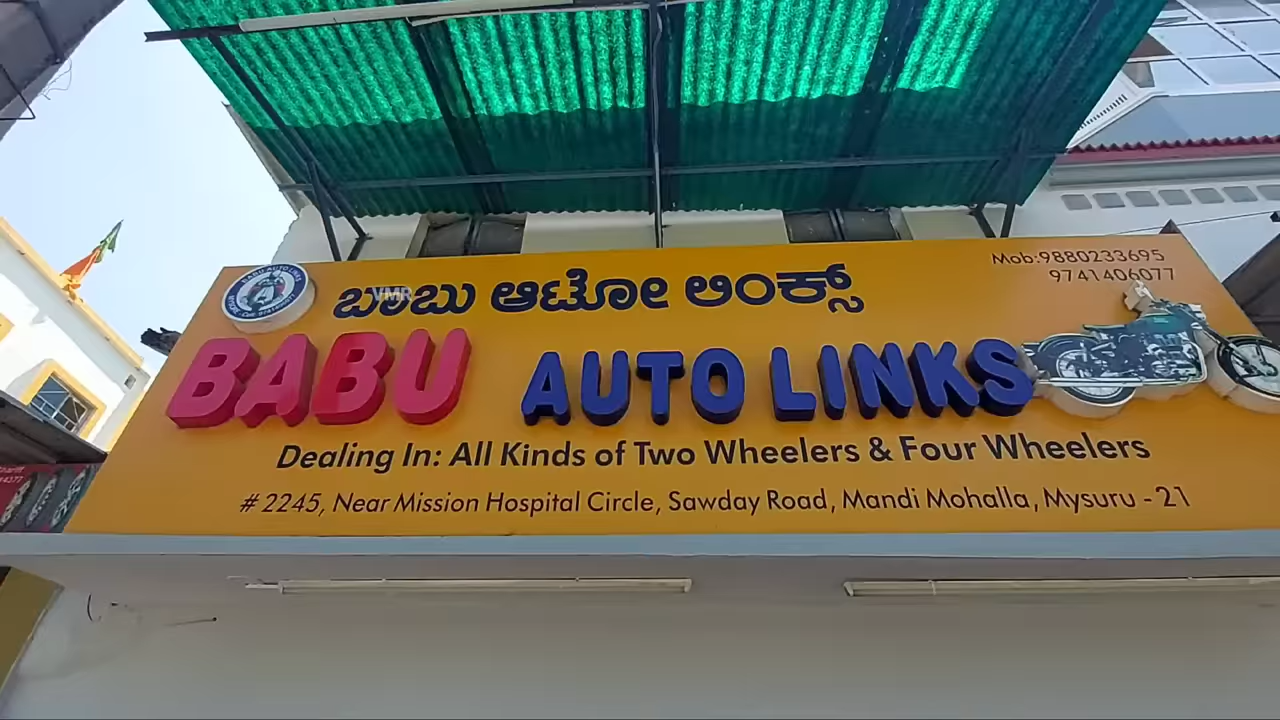 ಬಾಬು ಆಟೋ ಲಿಂಕ್ಸ್
VMR
Mob:9880233695
9741406077
BABU AUTO LINKS
Dealing In: All Kinds of Two Wheelers & Four Wheelers
# 2245, Near Mission Hospital Circle, Sawday Road, Mandi Mohalla, Mysuru - 21